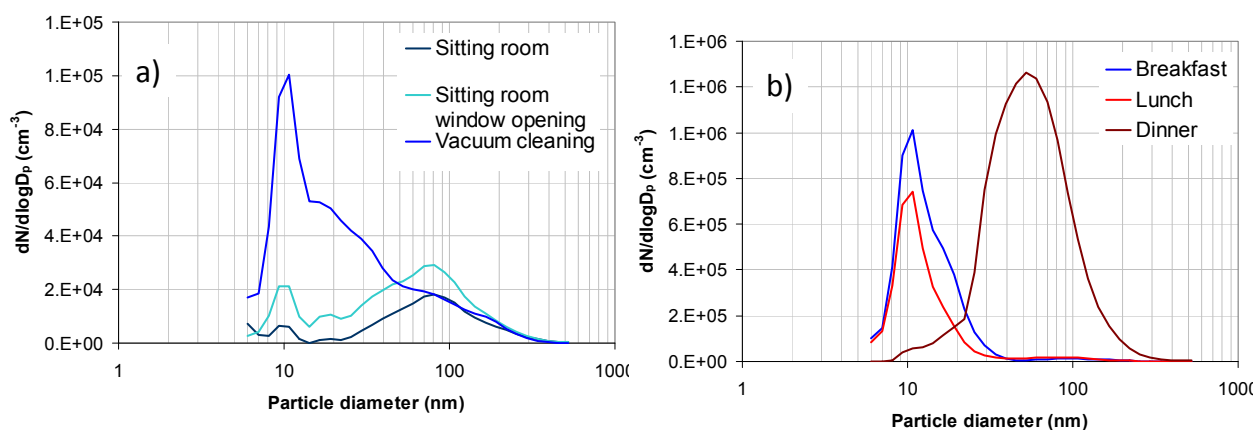 a)
dN/dlogDp (cm-3)
1.E+05
1.E+05
8.E+04
6.E+04
4.E+04
2.E+04
0.E+00
Sitting room
Sitting room
window opening
Vacuum cleaning
1 10 100 1000
Particle diameter (nm)
b)
dN/dlogDp (cm-3)
1.E+06
1.E+06
1.E+06
8.E+05
6.E+05
4.E+05
2.E+05
0.E+00
Breakfast
Lunch
Dinner
1 10 100 1000
Particle diameter (nm)